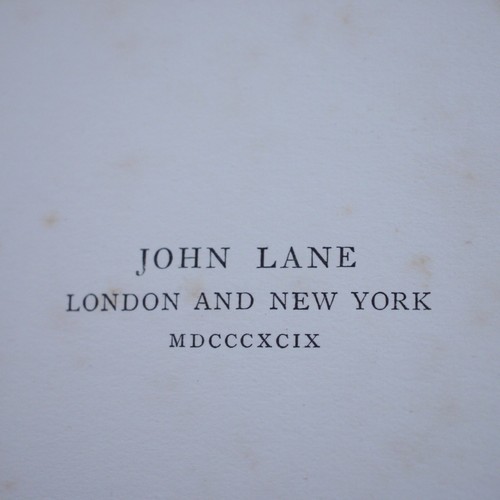 JOHN LANE
LONDON AND NEW YORK
MDCCCXCIX